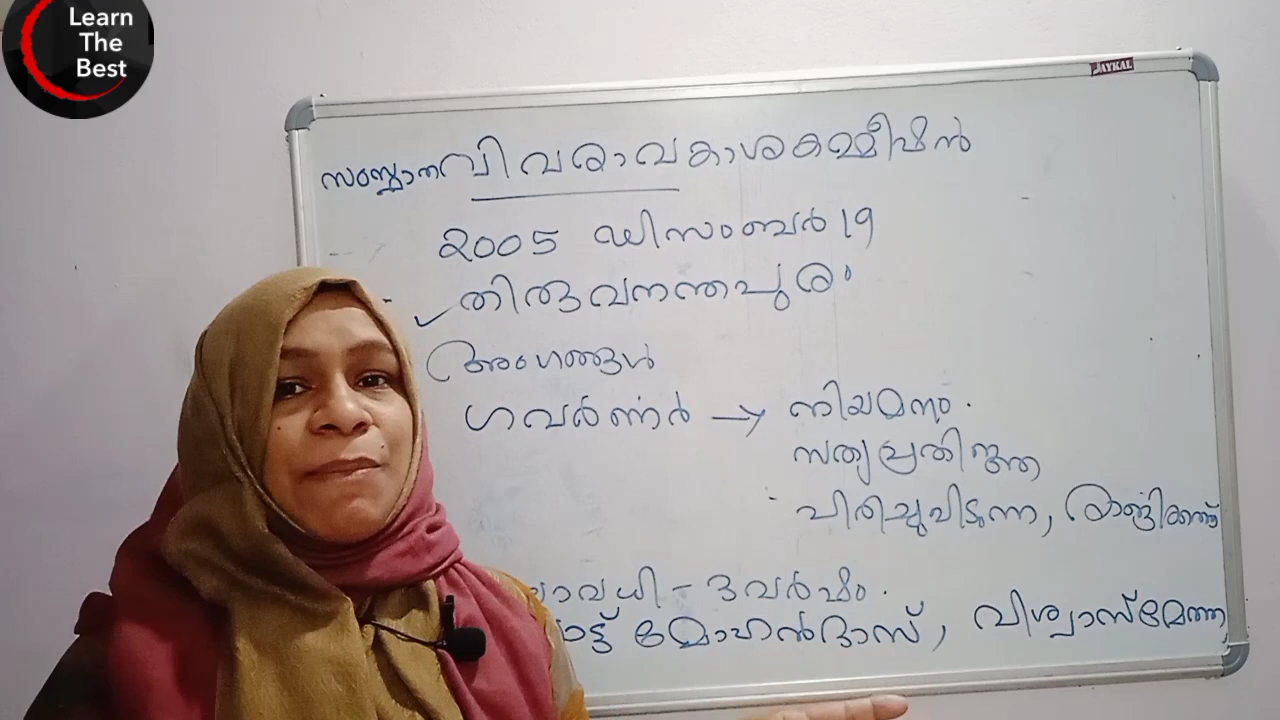 Learn
The
Best
JAYKAL
സംസ്ഥാന വിവരാവകാശകമ്മീഷൻ
2005 ഡിസംബർ 19
തിരുവനന്തപുരം
അംഗങ്ങൾ
ഗവർണർ → നിയമനം.
സത്യപ്രതിജ്ഞ
പിരിച്ചുവിടുന്ന, രാജിക്കത്ത്
ാവധി - 3 വർഷം.
ാട്ട് മോഹൻദാസ്, വിശ്വാസ് മേത്ത